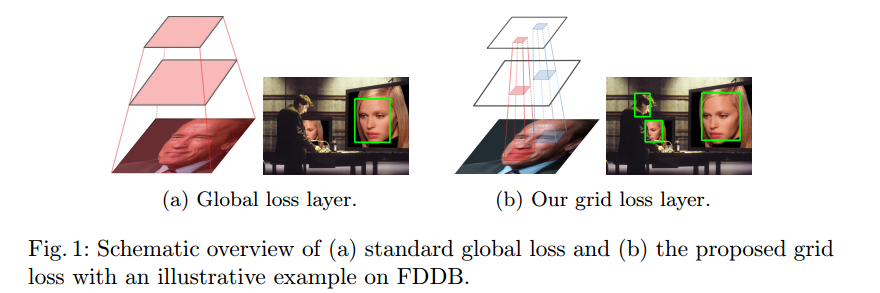 (a) Global loss layer.
(b) Our grid loss layer.
Fig. 1: Schematic overview of (a) standard global loss and (b) the proposed grid
loss with an illustrative example on FDDB.